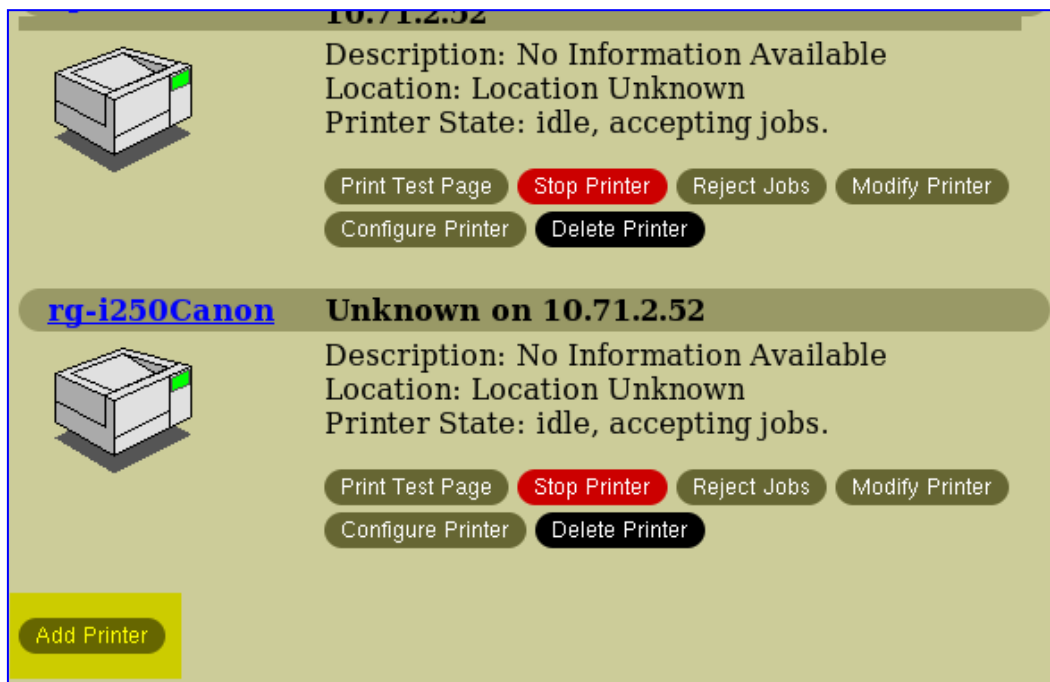 10.71.2.52
Description: No Information Available
Location: Location Unknown
Printer State: idle, accepting jobs.
Print Test Page Stop Printer Reject Jobs Modify Printer
Configure Printer Delete Printer
rg-i250Canon Unknown on 10.71.2.52
Description: No Information Available
Location: Location Unknown
Printer State: idle, accepting jobs.
Print Test Page Stop Printer Reject Jobs Modify Printer
Configure Printer Delete Printer
Add Printer